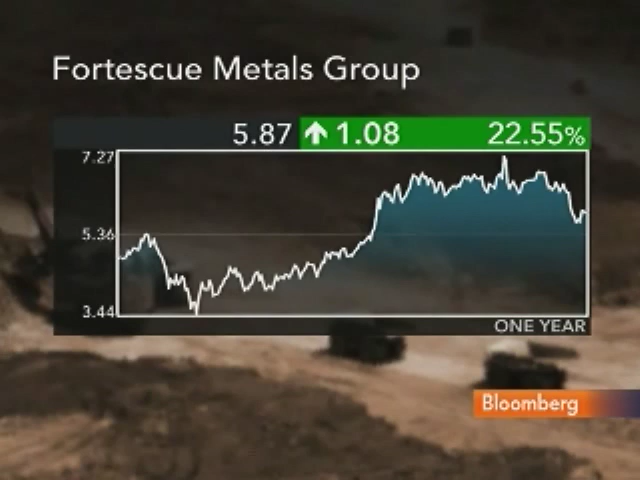 Fortescue Metals Group
5.87 ↑ 1.08 22.55%
7.27
5.36
3.44
ONE YEAR
Bloomberg